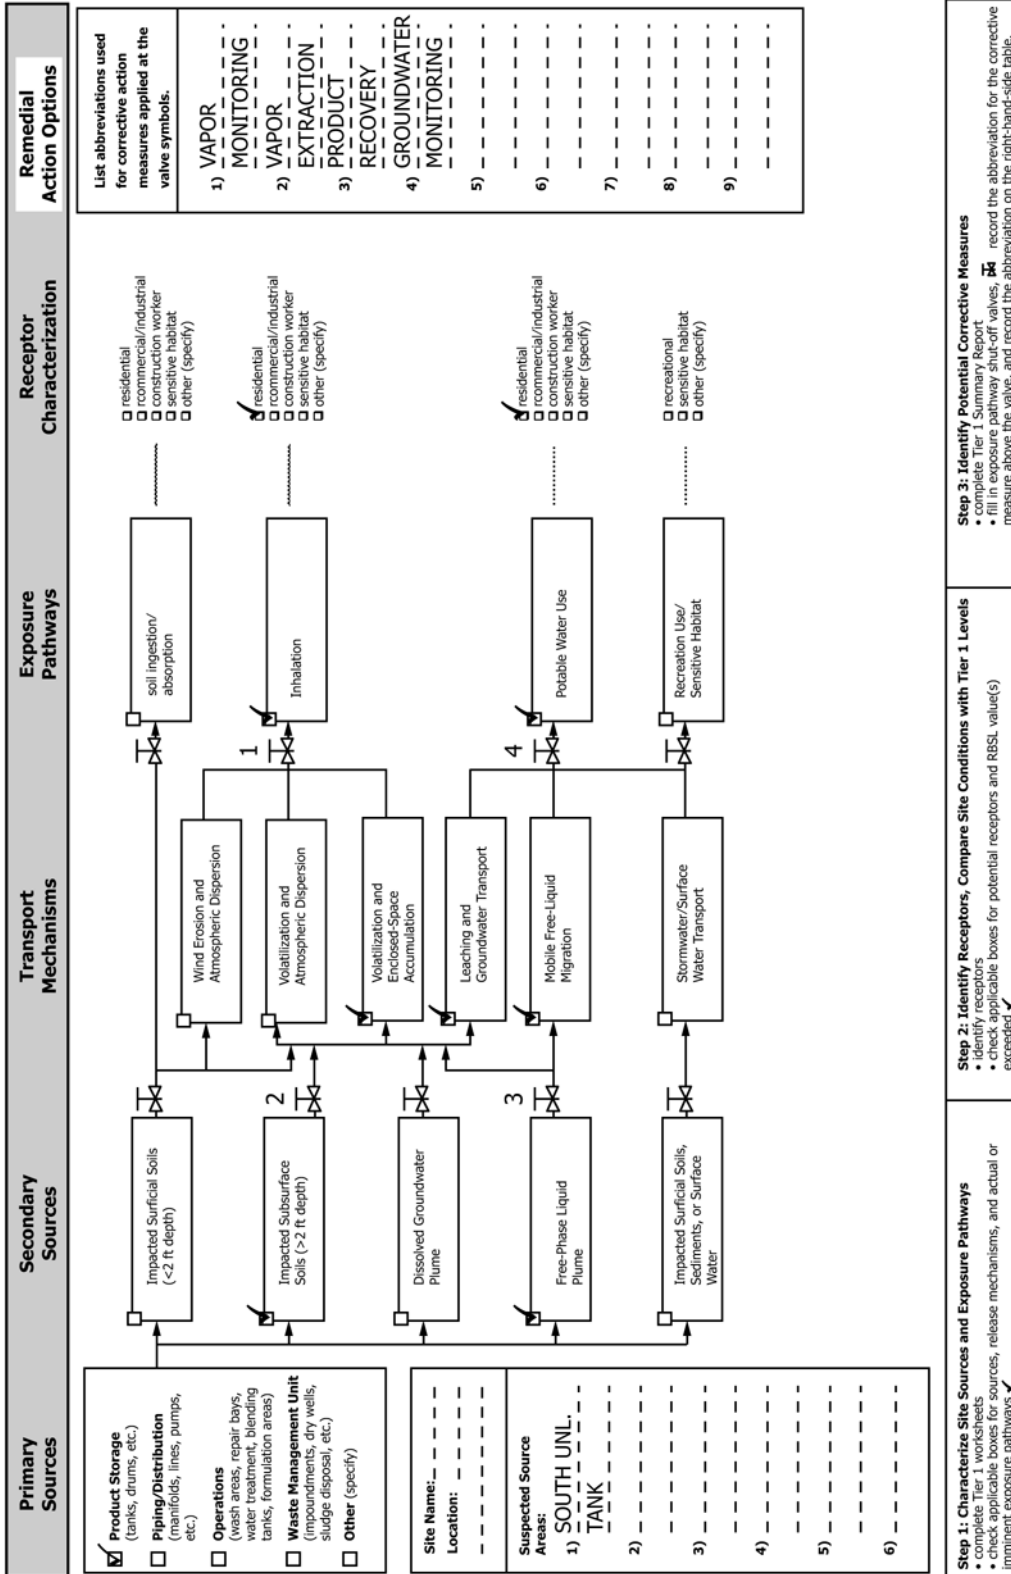 Primary
Sources
Secondary
Sources
Transport
Mechanisms
Exposure
Pathways
Receptor
Characterization
Remedial
Action Options
Product Storage
(tanks, drums, etc.)
Piping/Distribution
(manifolds, lines, pumps,
etc.)
Operations
(wash areas, repair bays,
water treatment, blending
tanks, formulation areas)
Waste Management Unit
(impoundments, dry wells,
sludge disposal, etc.)
Other (specify)
Site Name:
Location:
Suspected Source
Areas:
1) SOUTH UNL.
TANK
2)
3)
4)
5)
6)
Impacted Surficial Soils
(<2 ft depth)
Impacted Subsurface
Soils (>2 ft depth)
2
Dissolved Groundwater
Plume
Free-Phase Liquid
Plume
3
Impacted Surficial Soils,
Sediments, or Surface
Water
Wind Erosion and
Atmospheric Dispersion
Volatilization and
Atmospheric Dispersion
Volatilization and
Enclosed-Space
Accumulation
Leaching and
Groundwater Transport
Mobile Free-Liquid
Migration
Stormwater/Surface
Water Transport
soil ingestion/
absorption
1
Inhalation
4
Potable Water Use
Recreation Use/
Sensitive Habitat
residential
rcommercial/industrial
construction worker
sensitive habitat
other (specify)
residential
rcommercial/industrial
construction worker
sensitive habitat
other (specify)
residential
rcommercial/industrial
construction worker
sensitive habitat
other (specify)
recreational
sensitive habitat
other (specify)
List abbreviations used
for corrective action
measures applied at the
valve symbols.
1) VAPOR
MONITORING
2) VAPOR
EXTRACTION
3) PRODUCT
RECOVERY
4) GROUNDWATER
MONITORING
5)
6)
7)
8)
9)
Step 1: Characterize Site Sources and Exposure Pathways
• complete Tier 1 worksheets
• check applicable boxes for sources, release mechanisms, and actual or
imminent exposure pathways ✓
Step 2: Identify Receptors, Compare Site Conditions with Tier 1 Levels
• identify receptors
• check applicable boxes for potential receptors and RBSL value(s)
exceeded ✓
Step 3: Identify Potential Corrective Measures
• complete Tier 1 Summary Report
• fill in exposure pathway shut-off valves, record the abbreviation for the corrective
measure above the valve, and record the abbreviation on the right-hand-side table.